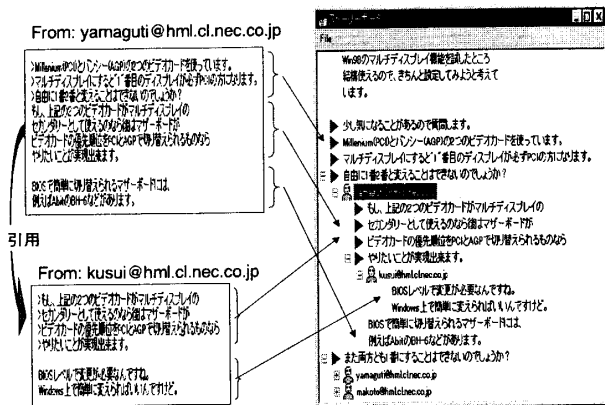 From: yamaguti@hml.cl.nec.co.jp
>Millenium(PCI)とバンシー(AGP)の2つのビデオカードを使っています。
>マルチディスプレイにすると"1"番目のディスプレイが必ずPCIの方になります。
>自由に1番2番と変えることはできないのでしょうか?
もし、上記の2つのビデオカードがマルチディスプレイの
セカンダリーとして使えるのなら後はマザーボードが
ビデオカードの優先順位をPCIとAGPで切り替えられるものなら
やりたいことが実現出来ます。
BIOSで簡単に切り替えられるマザーボードには、
例えばAbitのBH-6などがあります。
引用
From: kusui@hml.cl.nec.co.jp
>もし、上記の2つのビデオカードがマルチディスプレイの
>セカンダリーとして使えるのなら後はマザーボードが
>ビデオカードの優先順位をPCIとAGPで切り替えられるものなら
>やりたいことが実現出来ます。
BIOSレベルで変更が必要なんですね。
Windows上で簡単に変えられればいいんですけど。
File
Win98のマルチディスプレイ機能を試したところ
結構使えるので、きちんと設定してみようと考えて
います。
少し気になることがあるので質問します。
Millenium(PCI)とバンシー(AGP)の2つのビデオカードを使っています。
マルチディスプレイにすると"1"番目のディスプレイが必ずPCIの方になります。
自由に1番2番と変えることはできないのでしょうか?
もし、上記の2つのビデオカードがマルチディスプレイの
セカンダリーとして使えるのなら後はマザーボードが
ビデオカードの優先順位をPCIとAGPで切り替えられるものなら
やりたいことが実現出来ます。
kusui@hml.cl.nec.co.jp
BIOSレベルで変更が必要なんですね。
Windows上で簡単に変えられればいいんですけど。
BIOSで簡単に切り替えられるマザーボードには、
例えばAbitのBH-6などがあります。
また両方とも1番にすることはできないのでしょうか?
yamaguti@hml.cl.nec.co.jp
makoto@hml.cl.nec.co.jp